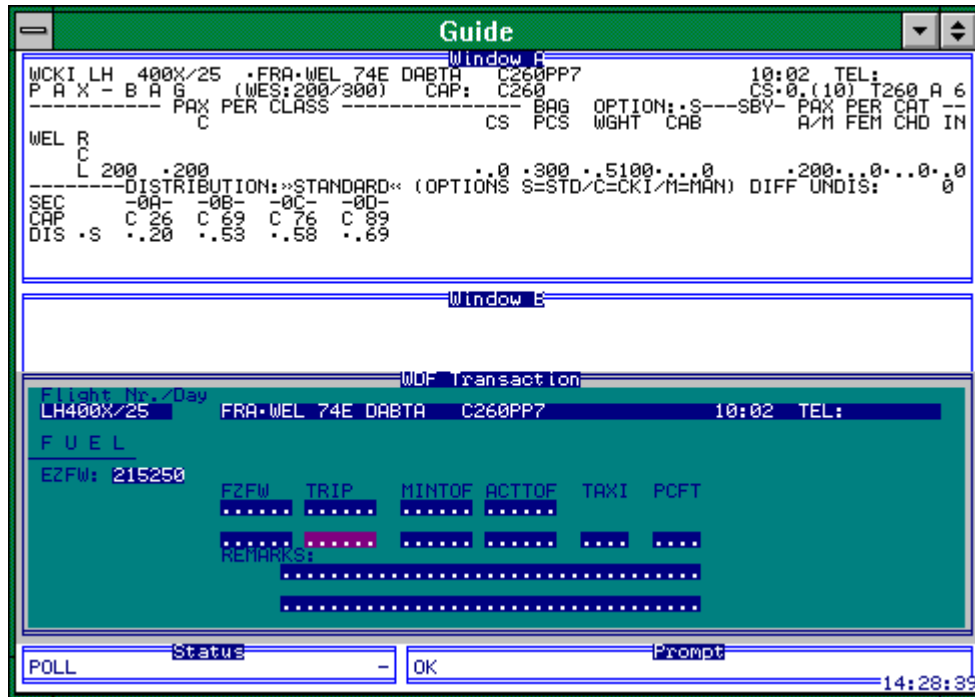 Guide
Window A
WCKI LH 400X/25 ·FRA·WEL 74E DABTA C260PP7 10:02 TEL:
P A X - B A G (WES:200/300) CAP: C260 CS·0.(10) T260 A 6
----------- PAX PER CLASS ---------------- BAG OPTION:·S---SBY- PAX PER CAT --
C CS PCS WGHT CAB A/M FEM CHD IN
WEL R
C
L 200 .200 ...0 .300 ..5100....0 .200...0...0..0
--------DISTRIBUTION:»STANDARD« (OPTIONS S=STD/C=CKI/M=MAN) DIFF UNDIS: 0
SEC -0A- -0B- -0C- -0D-
CAP C 26 C 69 C 76 C 89
DIS ·S ..20 ..53 ..58 ..69
Window B
WDF Transaction
Flight Nr./Day
LH400X/25 FRA·WEL 74E DABTA C260PP7 10:02 TEL:
F U E L
EZFW: 215250
FZFW TRIP MINTOF ACTTOF TAXI PCFT
...... ...... ...... ......
...... ...... ...... ...... .... ....
REMARKS:
...................................
...................................
Status
POLL -
Prompt
OK
14:28:39